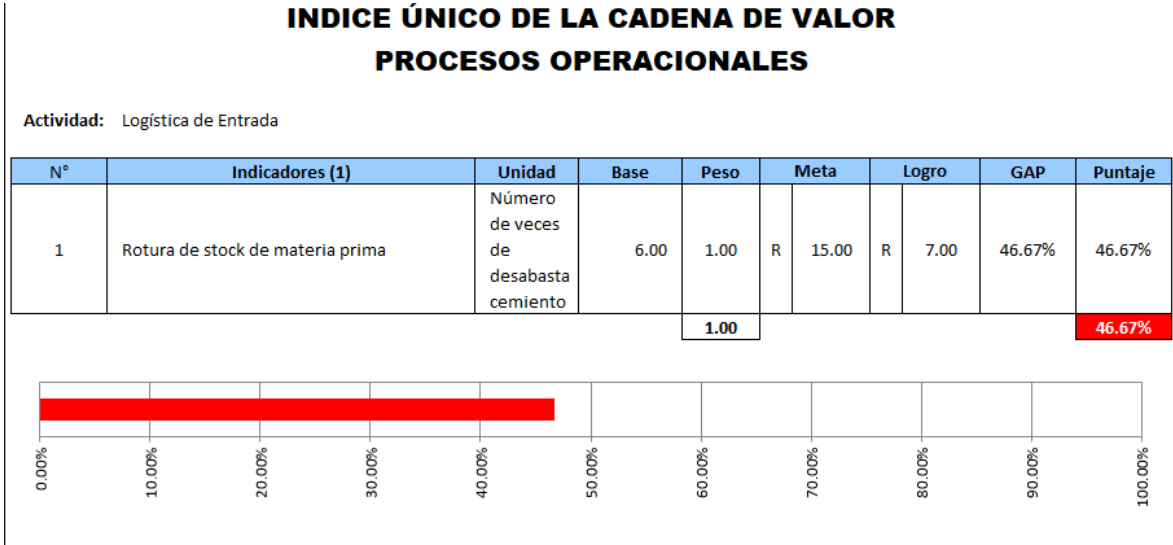 INDICE ÚNICO DE LA CADENA DE VALOR
PROCESOS OPERACIONALES
Actividad: Logística de Entrada
N° Indicadores (1) Unidad Base Peso Meta Logro GAP Puntaje
1 Rotura de stock de materia prima Número de veces de desabasta cemiento 6.00 1.00 R 15.00 R 7.00 46.67% 46.67%
1.00 46.67%
0.00% 10.00% 20.00% 30.00% 40.00% 50.00% 60.00% 70.00% 80.00% 90.00% 100.00%